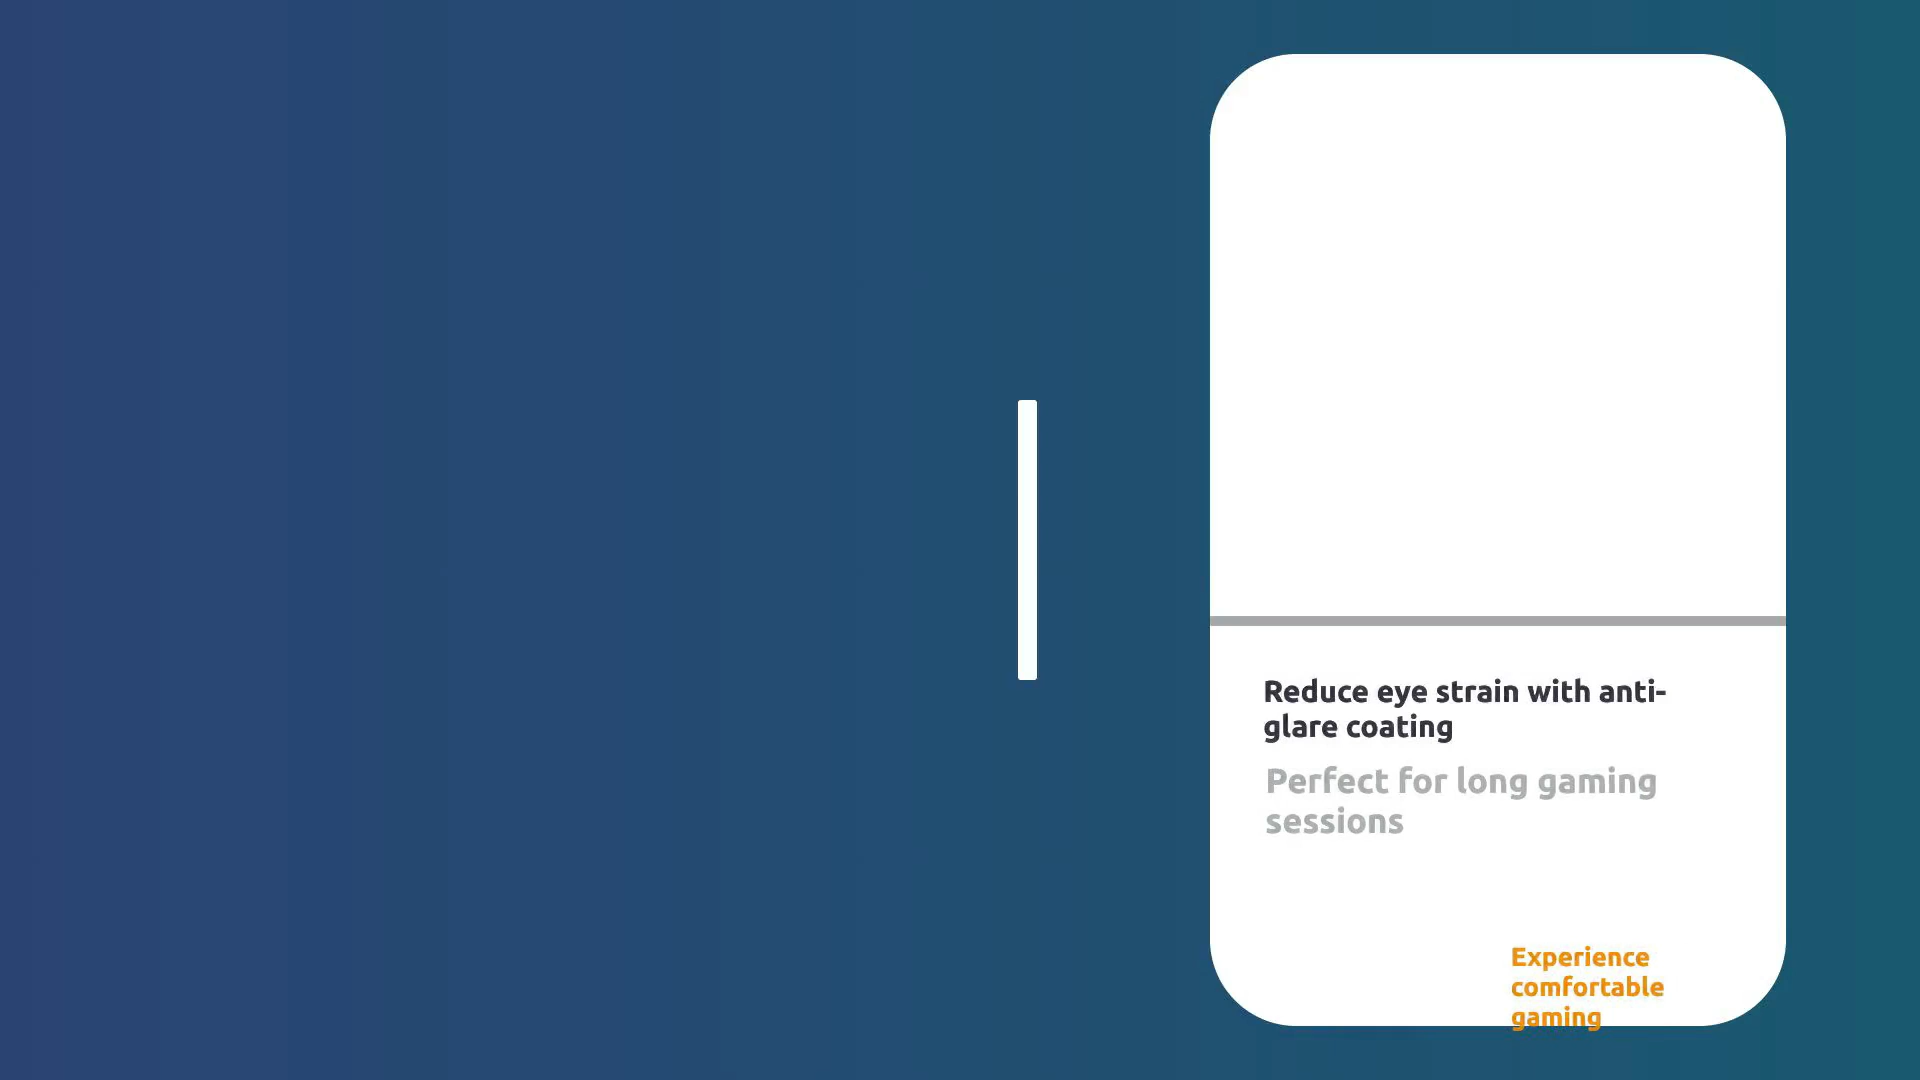 Reduce eye strain with anti-
glare coating
Perfect for long gaming
sessions
Experience
comfortable
gaming